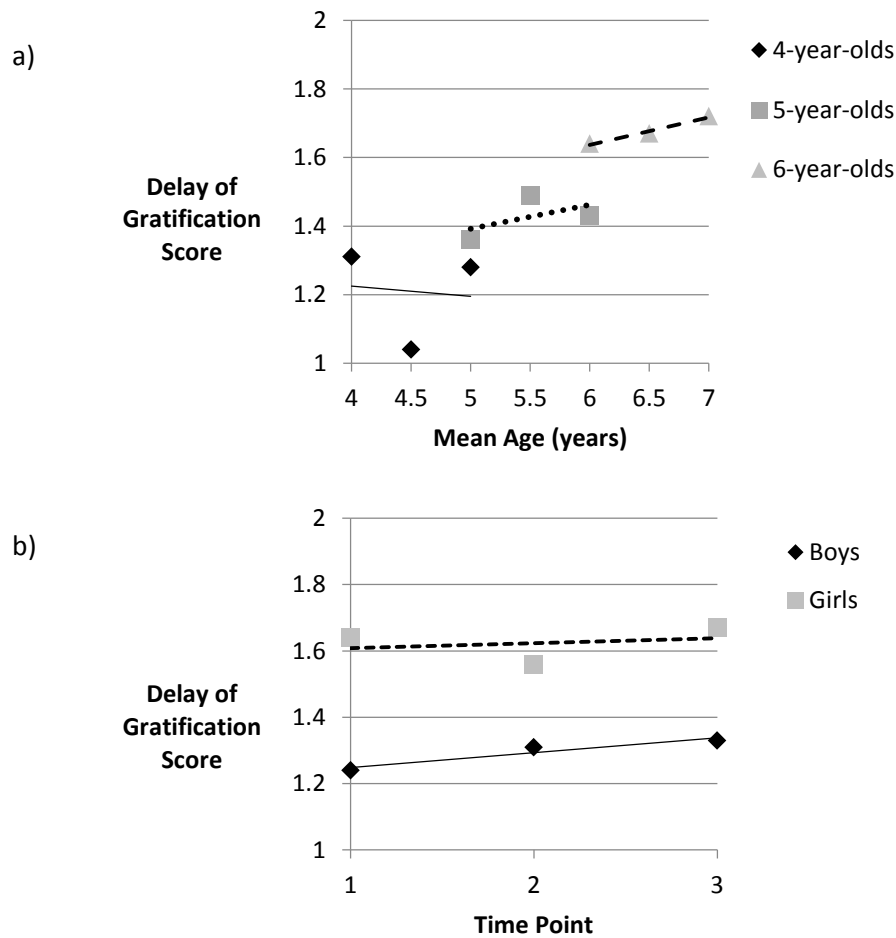 a)
2
1.8
1.6
1.4
1.2
1
Delay of
Gratification
Score
4
4.5
5
5.5
6
6.5
7
Mean Age (years)
4-year-olds
5-year-olds
6-year-olds
b)
2
1.8
1.6
1.4
1.2
1
Delay of
Gratification
Score
1
2
3
Time Point
Boys
Girls